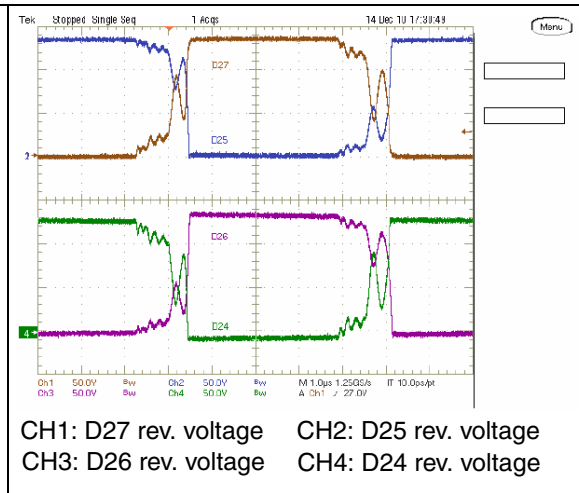 Tek Stopped Single Seq 1 Acqs 14 Dec 10 17:30:49
Menu
D27
2
D25
D26
4
D24
Ch1 50.0V Bw Ch2 50.0V Bw M 1.0µs 1.25GS/s IT 10.0ps/pt
Ch3 50.0V Bw Ch4 50.0V Bw A Ch1 27.0V
CH1: D27 rev. voltage CH2: D25 rev. voltage
CH3: D26 rev. voltage CH4: D24 rev. voltage